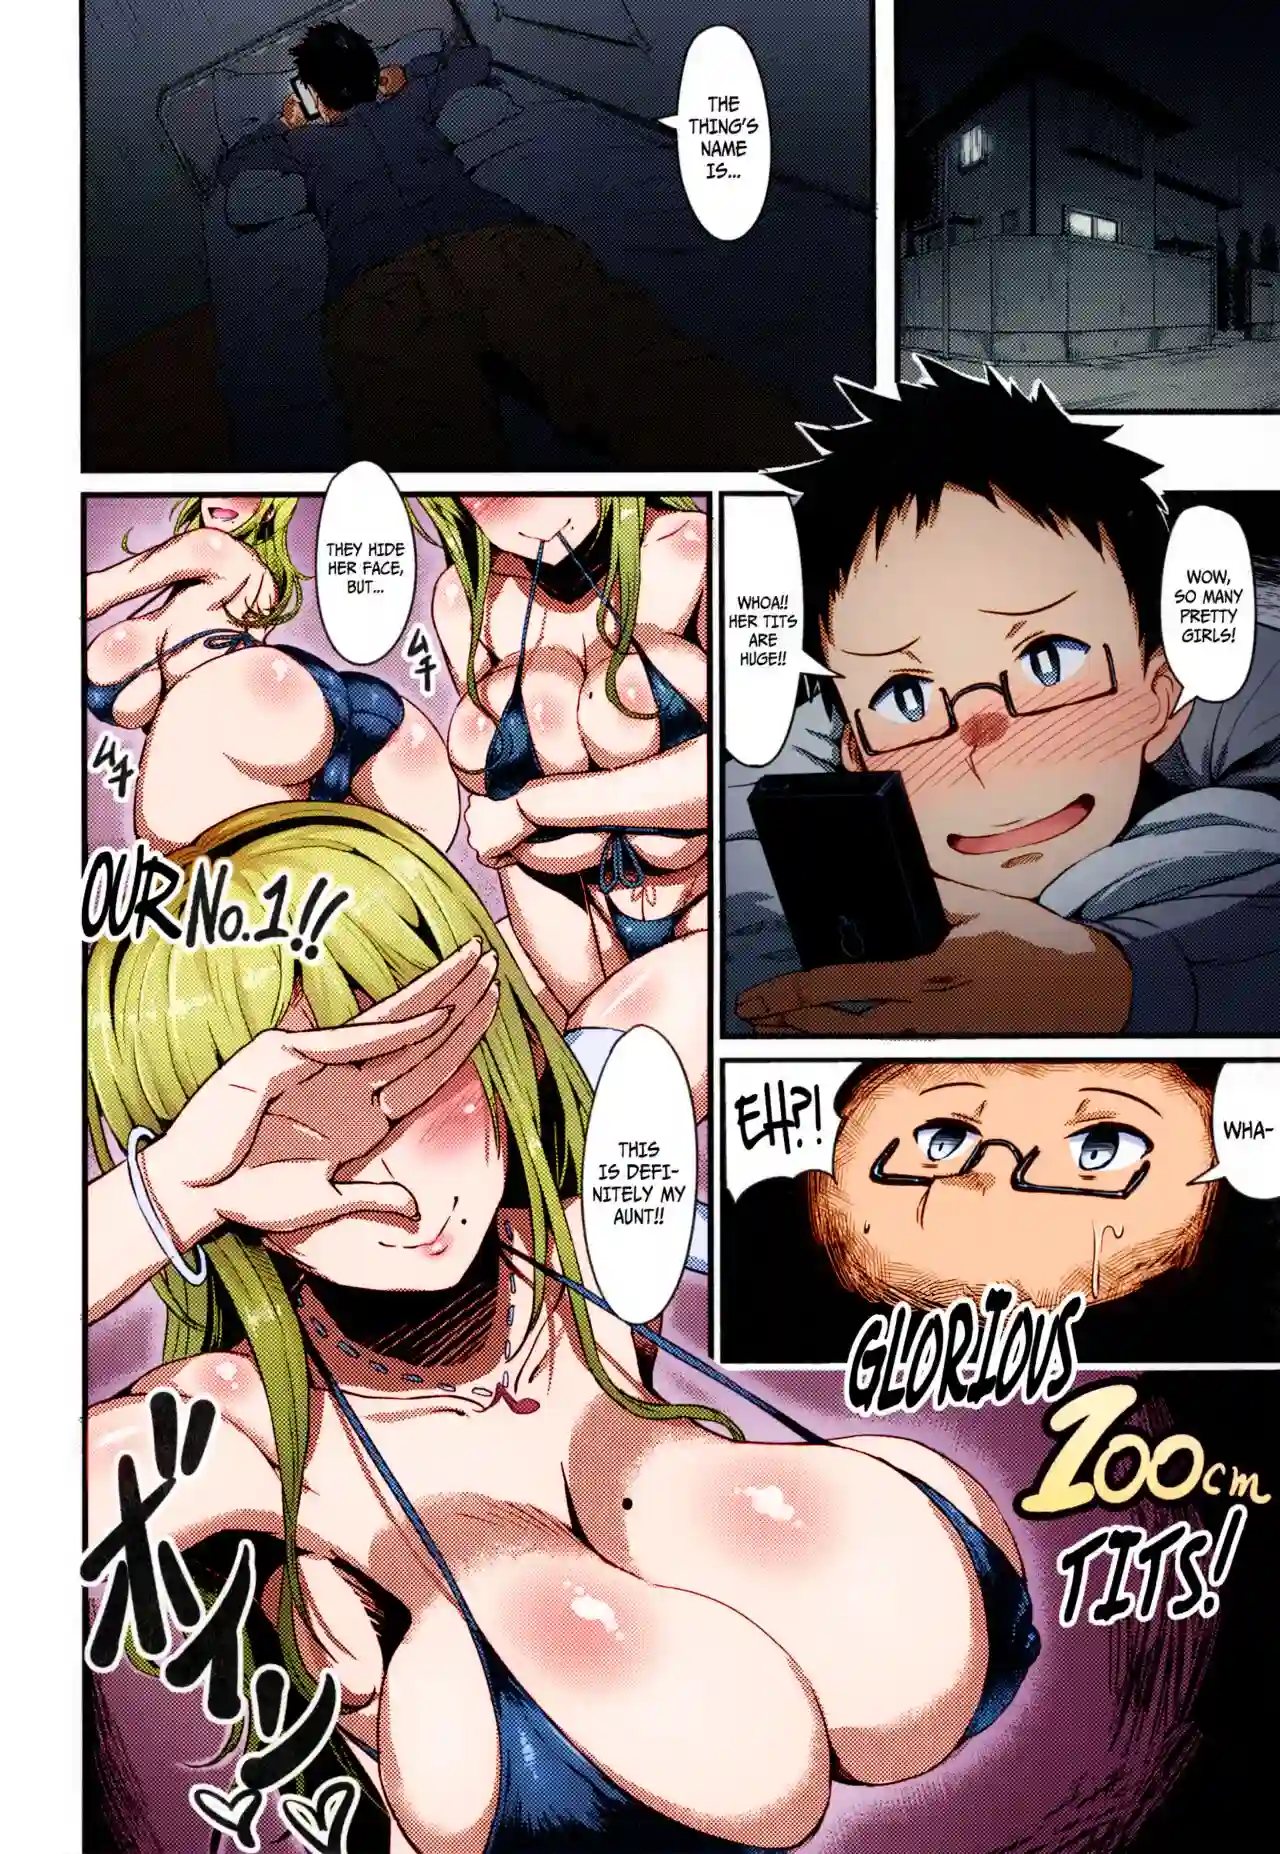 THE
THING'S
NAME
IS...
WOW,
SO MANY
PRETTY
GIRLS!
WHOA!!
HER TITS
ARE
HUGE!!
THEY HIDE
HER FACE,
BUT...
ムチ
ムチ
OUR No.1!!
WHA-
EH?!
THIS
IS DEFI-
NITELY MY
AUNT!!
GLORIOUS
100cm
TITS!
ボインッ